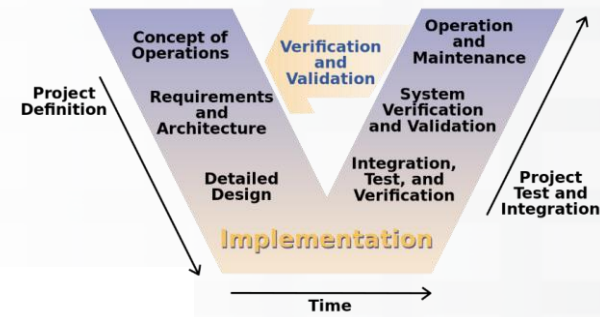 Concept of
Operations
Verification
and
Validation
Operation
and
Maintenance
Project
Definition
Requirements
and
Architecture
System
Verification
and Validation
Detailed
Design
Integration,
Test, and
Verification
Project
Test and
Integration
Implementation
Time